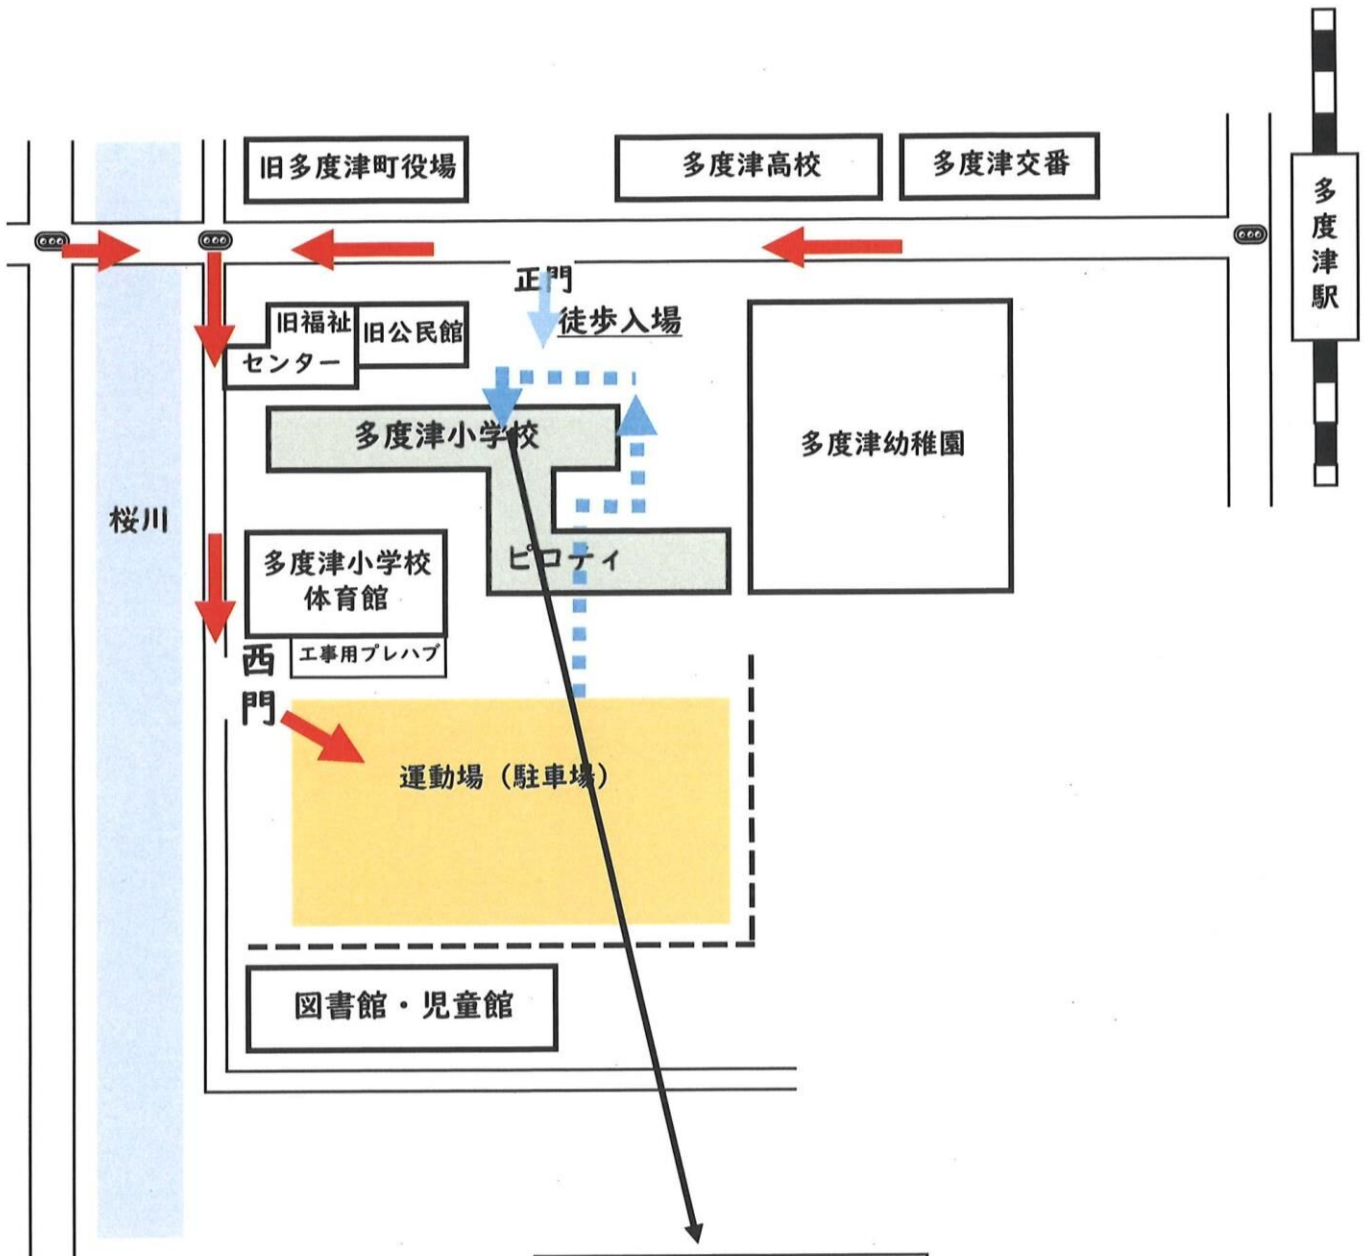 旧多度津町役場
多度津高校
多度津交番
多度津駅
正門
徒歩入場
旧福祉
センター
旧公民館
多度津小学校
多度津幼稚園
桜川
ピロティ
多度津小学校
体育館
工事用プレハブ
西門
運動場（駐車場）
図書館・児童館